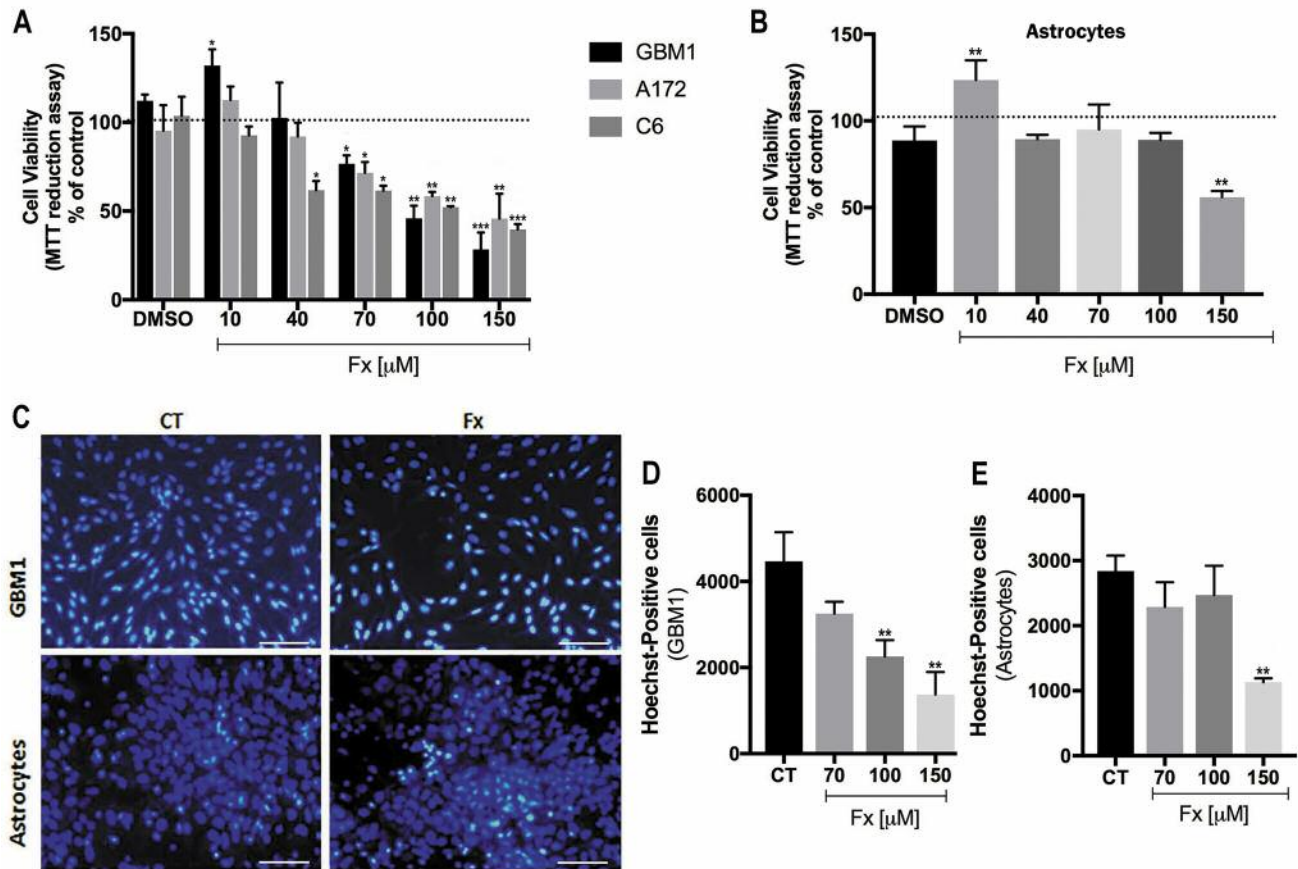 A
Cell Viability
(MTT reduction assay)
% of control
150
100
50
0
*
*
*
*
*
**
**
**
***
**
***
DMSO
10
40
70
100
150
Fx [μM]
GBM1
A172
C6
B
Astrocytes
Cell Viability
(MTT reduction assay)
% of control
150
100
50
0
**
**
DMSO
10
40
70
100
150
Fx [μM]
C
CT
Fx
GBM1
Astrocytes
D
Hoechst-Positive cells
(GBM1)
6000
4000
2000
0
**
**
CT
70
100
150
Fx [μM]
E
Hoechst-Positive cells
(Astrocytes)
4000
3000
2000
1000
0
**
CT
70
100
150
Fx [μM]